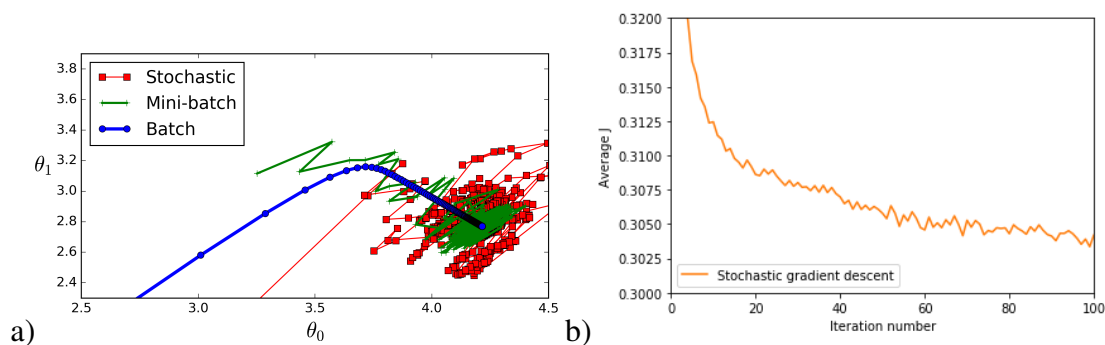 3.8
3.6
3.4
3.2
3.0
2.8
2.6
2.4
θ1
Stochastic
Mini-batch
Batch
2.5 3.0 3.5 4.0 4.5
θ0
a)
0.3200
0.3175
0.3150
0.3125
0.3100
0.3075
0.3050
0.3025
0.3000
Average J
Stochastic gradient descent
0 20 40 60 80 100
Iteration number
b)